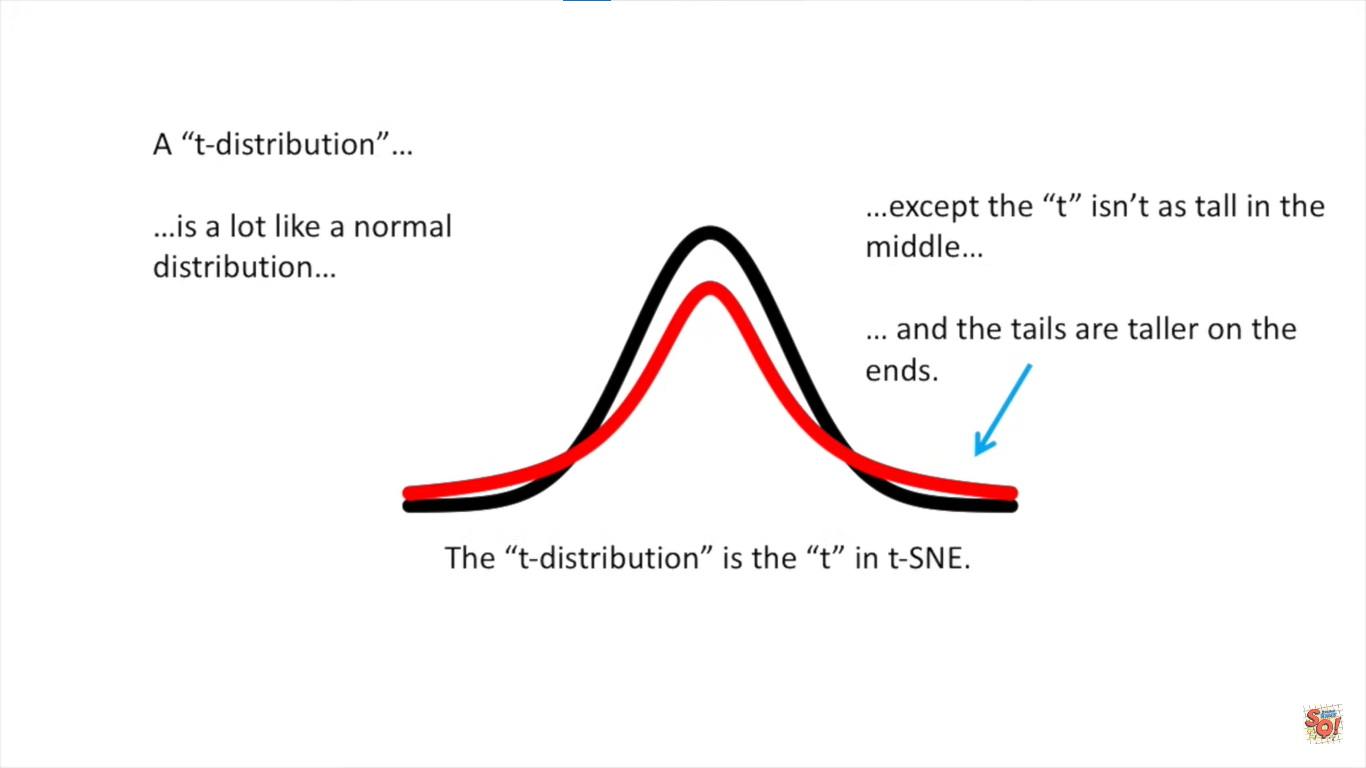 A “t-distribution”…
…is a lot like a normal
distribution…
…except the “t” isn’t as tall in the
middle…
… and the tails are taller on the
ends.
The “t-distribution” is the “t” in t-SNE.
SQ!